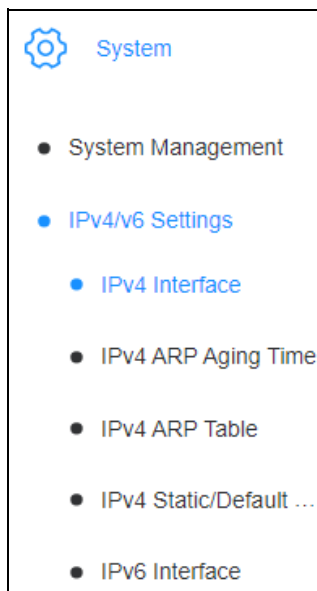 System
System Management
IPv4/v6 Settings
IPv4 Interface
IPv4 ARP Aging Time
IPv4 ARP Table
IPv4 Static/Default ...
IPv6 Interface